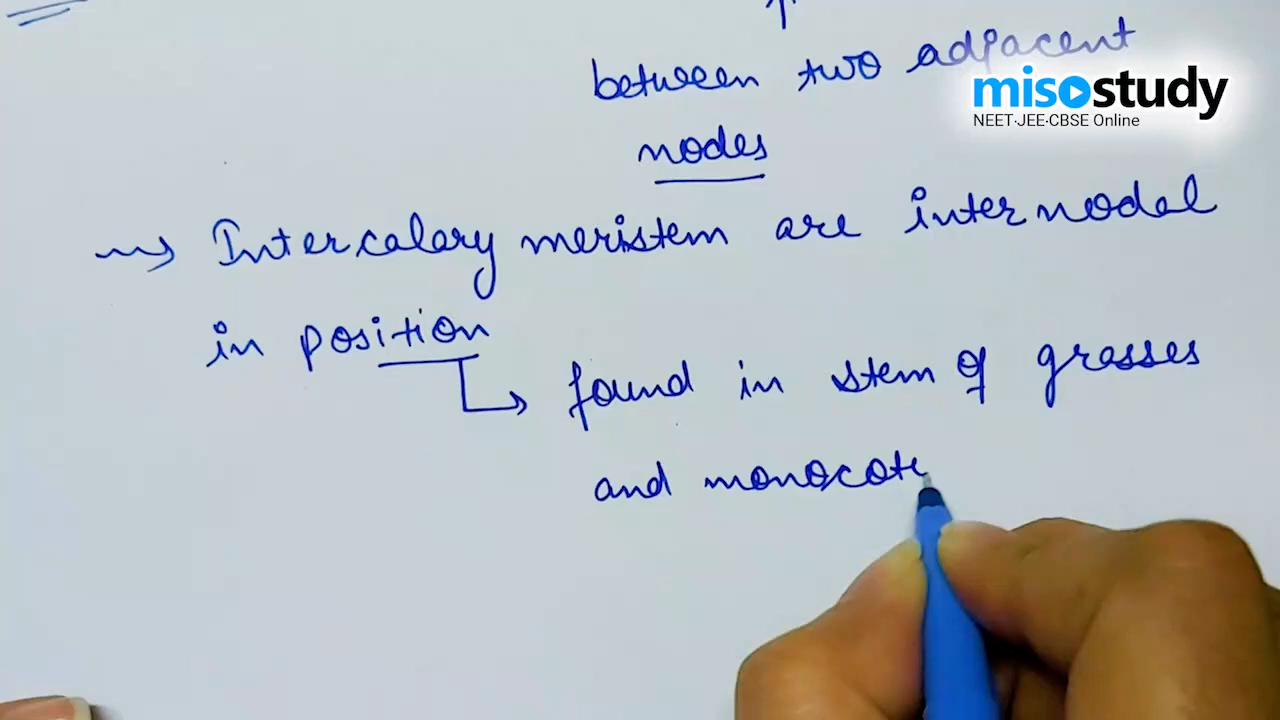 between two adjacent
misostudy
NEET·JEE·CBSE Online
nodes
Intercalary meristem are internodal
in position
found in stem of grasses
and monocote